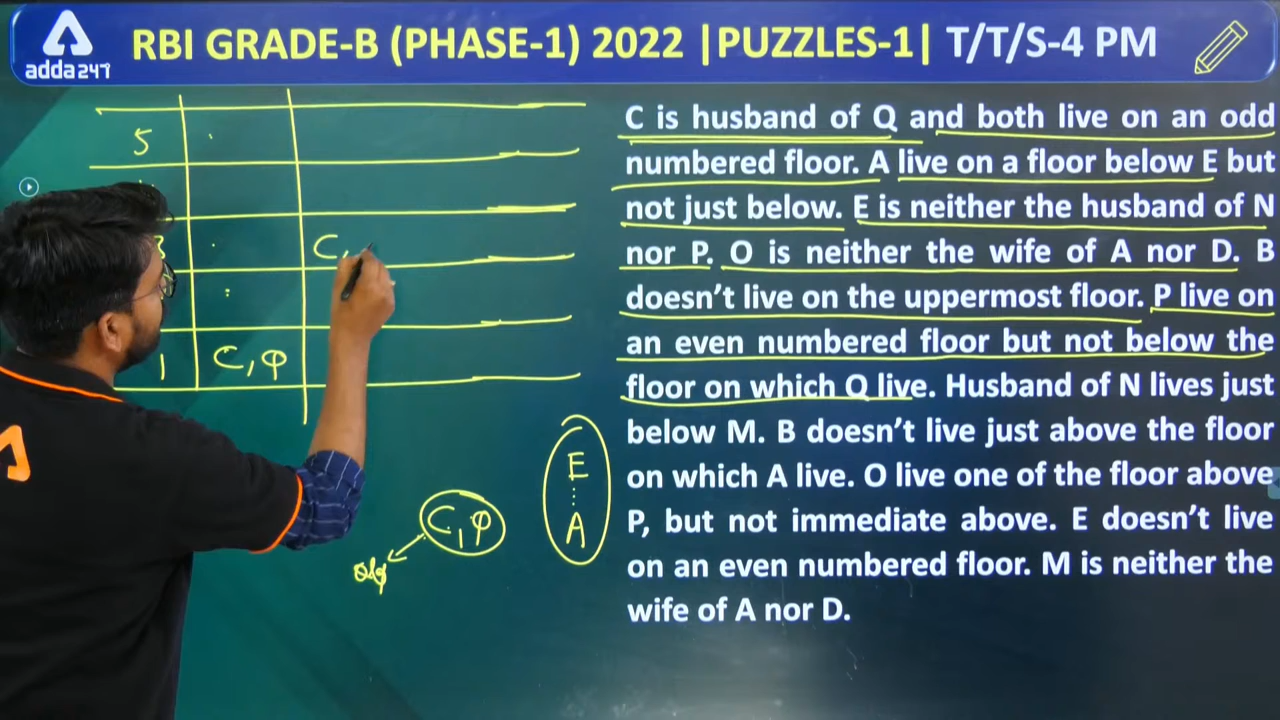 RBI GRADE-B (PHASE-1) 2022 |PUZZLES-1| T/T/S-4 PM
adda247
5
3
1 C, Q
C,
C, Q
E
A
C is husband of Q and both live on an odd
numbered floor. A live on a floor below E but
not just below. E is neither the husband of N
nor P. O is neither the wife of A nor D. B
doesn't live on the uppermost floor. P live on
an even numbered floor but not below the
floor on which Q live. Husband of N lives just
below M. B doesn't live just above the floor
on which A live. O live one of the floor above
P, but not immediate above. E doesn't live
on an even numbered floor. M is neither the
wife of A nor D.